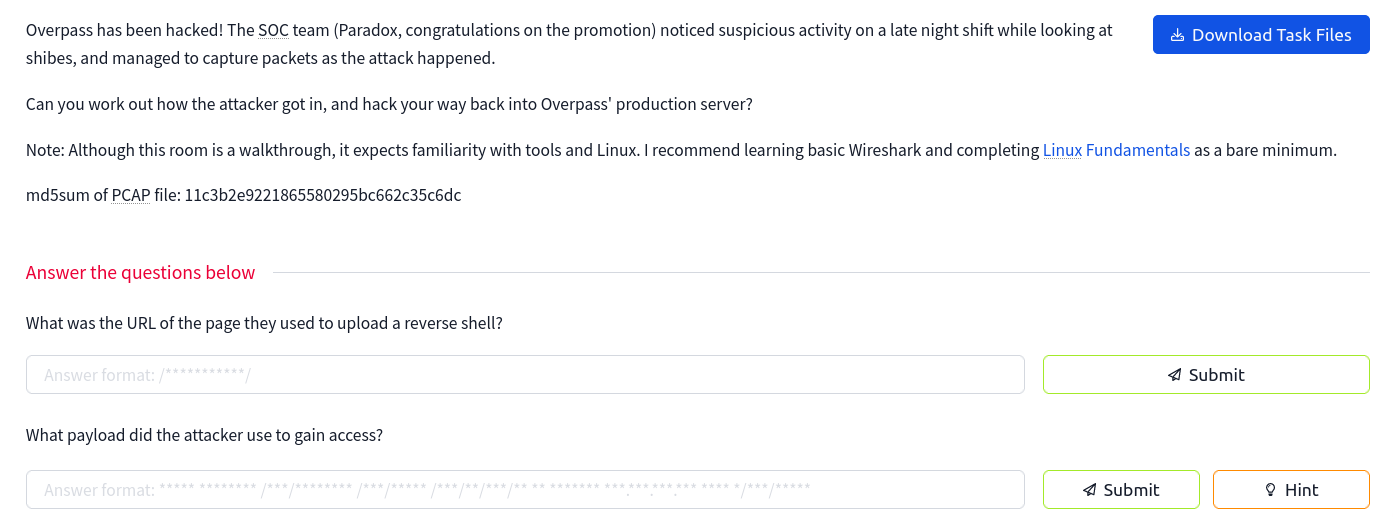 Overpass has been hacked! The SOC team (Paradox, congratulations on the promotion) noticed suspicious activity on a late night shift while looking at
shibes, and managed to capture packets as the attack happened.
Download Task Files
Can you work out how the attacker got in, and hack your way back into Overpass' production server?
Note: Although this room is a walkthrough, it expects familiarity with tools and Linux. I recommend learning basic Wireshark and completing Linux Fundamentals as a bare minimum.
md5sum of PCAP file: 11c3b2e9221865580295bc662c35c6dc
Answer the questions below
What was the URL of the page they used to upload a reverse shell?
Answer format: /***********/
Submit
What payload did the attacker use to gain access?
Answer format: ***** ******** /***/******** /***/***** /***/**/***/** ** ******* ***.***.***.*** **** */***/*****
Submit
Hint